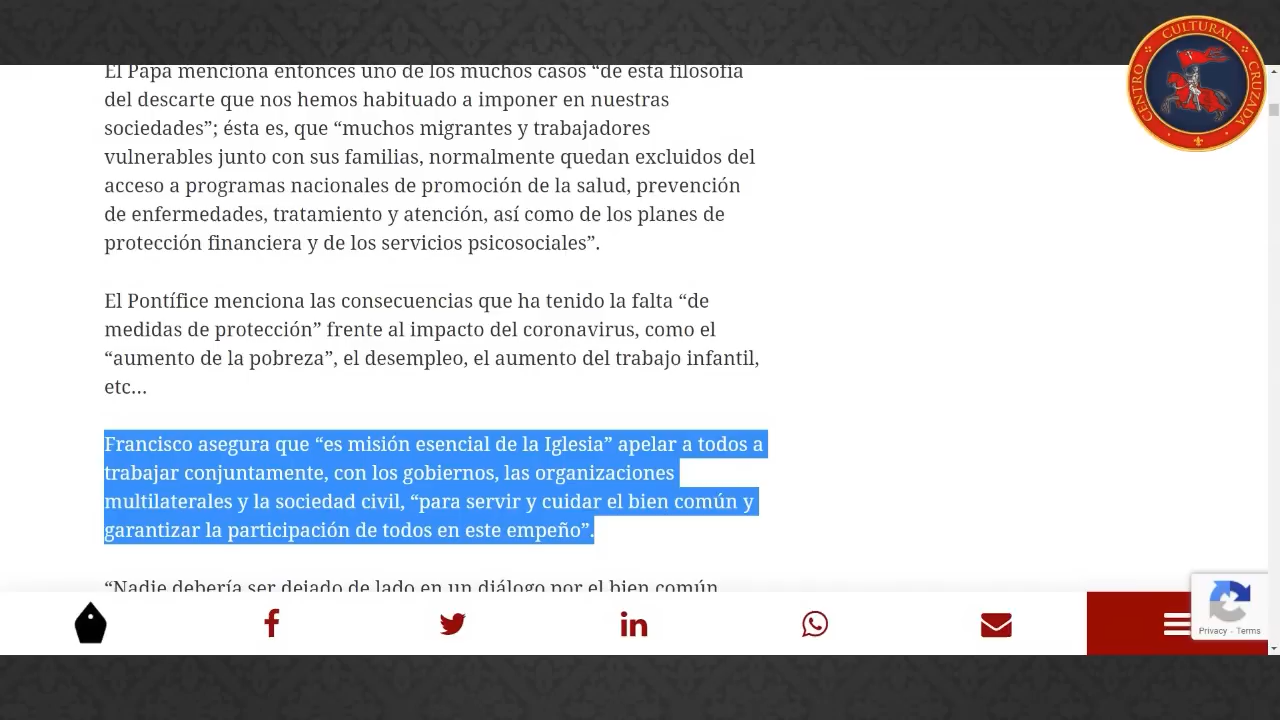 El Papa menciona entonces uno de los muchos casos “de esta filosofía
del descarte que nos hemos habituado a imponer en nuestras
sociedades”; ésta es, que “muchos migrantes y trabajadores
vulnerables junto con sus familias, normalmente quedan excluidos del
acceso a programas nacionales de promoción de la salud, prevención
de enfermedades, tratamiento y atención, así como de los planes de
protección financiera y de los servicios psicosociales”.
El Pontífice menciona las consecuencias que ha tenido la falta “de
medidas de protección” frente al impacto del coronavirus, como el
“aumento de la pobreza”, el desempleo, el aumento del trabajo infantil,
etc...
Francisco asegura que “es misión esencial de la Iglesia” apelar a todos a
trabajar conjuntamente, con los gobiernos, las organizaciones
multilaterales y la sociedad civil, “para servir y cuidar el bien común y
garantizar la participación de todos en este empeño”.
“Nadie debería ser dejado de lado en un diálogo por el bien común
CENTRO CULTURAL CRUZADA
Privacy - Terms